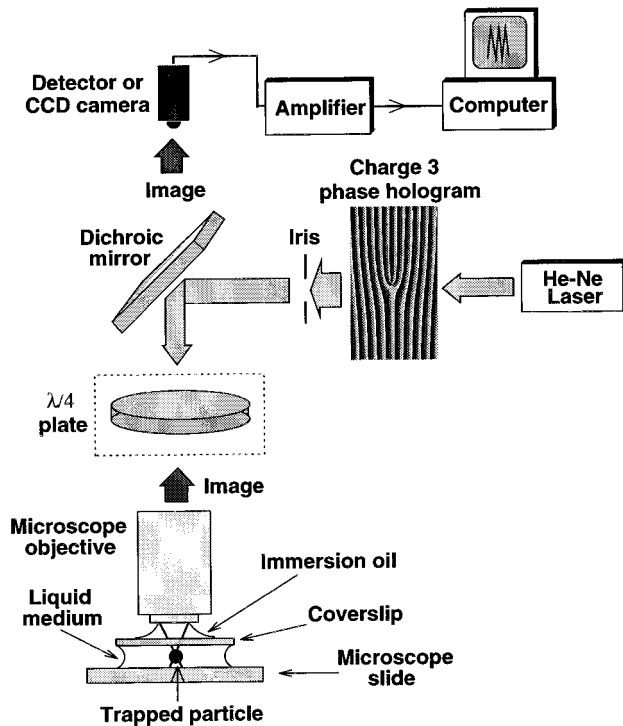 Detector or
CCD camera
Amplifier
Computer
Image
Charge 3
phase hologram
Dichroic
mirror
Iris
He-Ne
Laser
λ/4
plate
Image
Microscope
objective
Immersion oil
Liquid
medium
Coverslip
Microscope
slide
Trapped particle